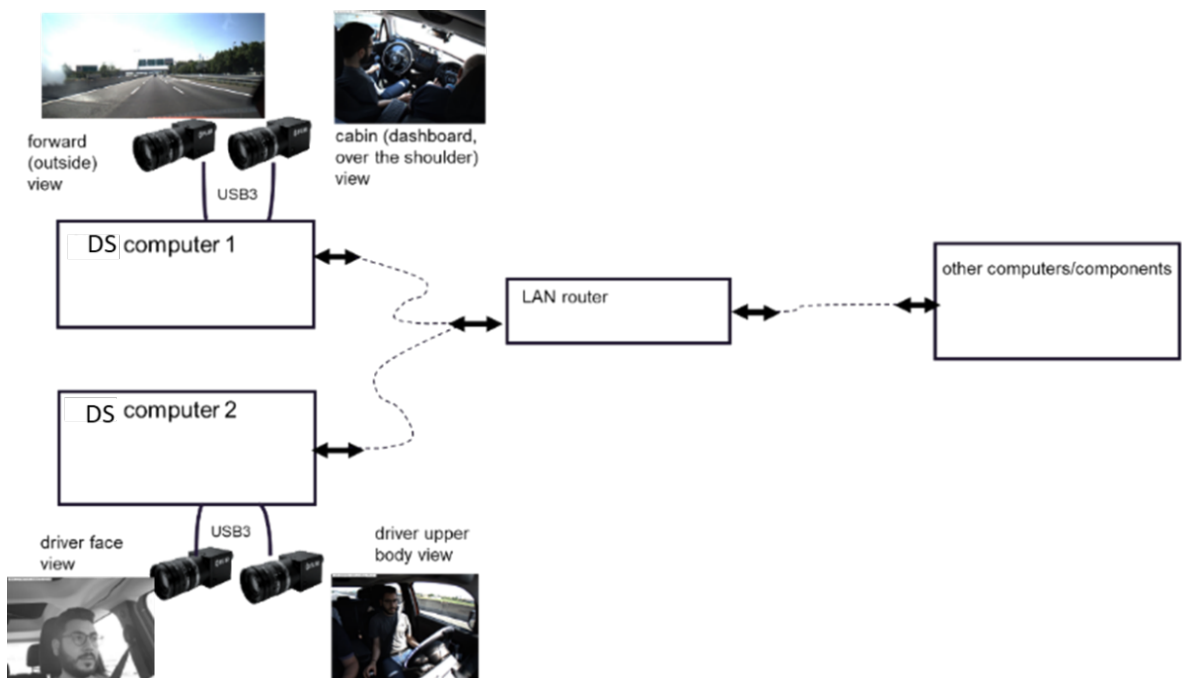 forward
(outside)
view
cabin (dashboard,
over the shoulder)
view
USB3
DS computer 1
LAN router
other computers/components
DS computer 2
USB3
driver face
view
driver upper
body view